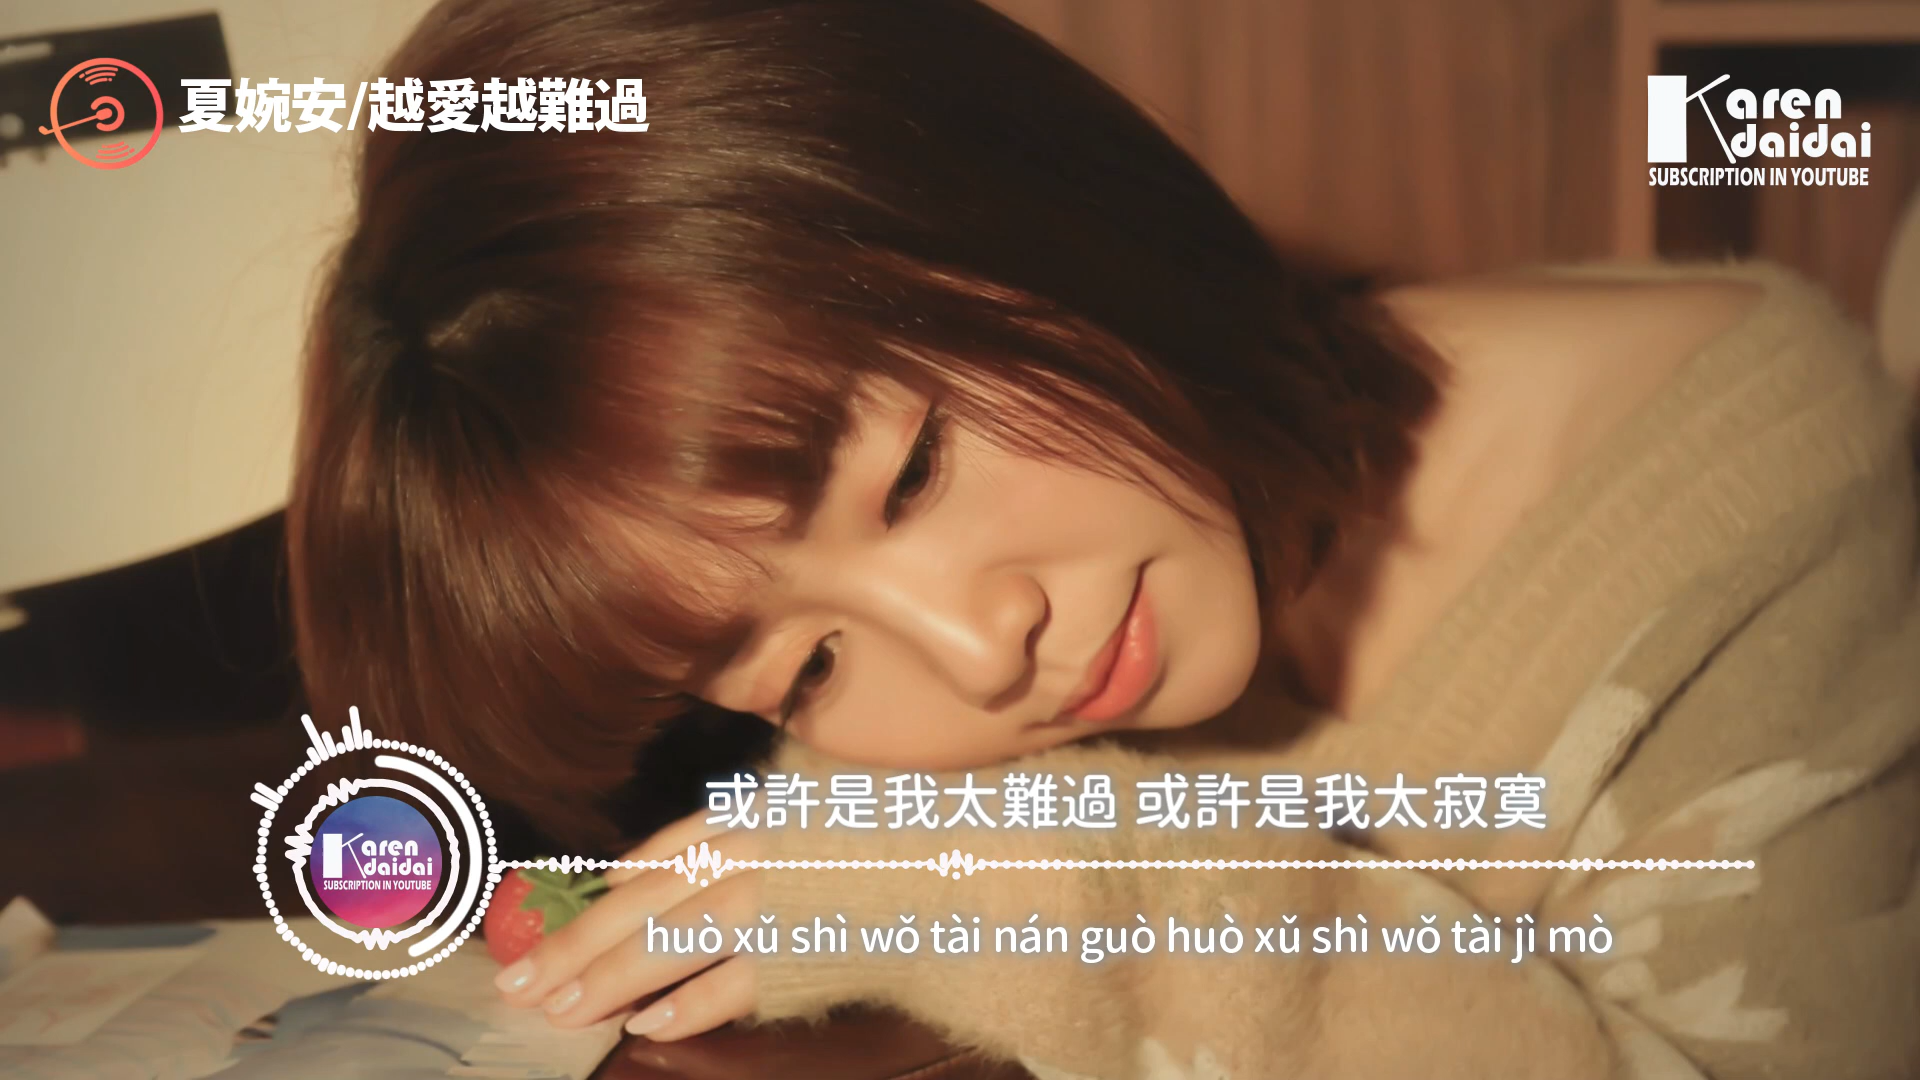 夏婉安/越愛越難過
Karen
daidai
SUBSCRIPTION IN YOUTUBE
或許是我太難過 或許是我太寂寞
Karen
daidai
SUBSCRIPTION IN YOUTUBE
huò xǔ shì wǒ tài nán guò huò xǔ shì wǒ tài jì mò